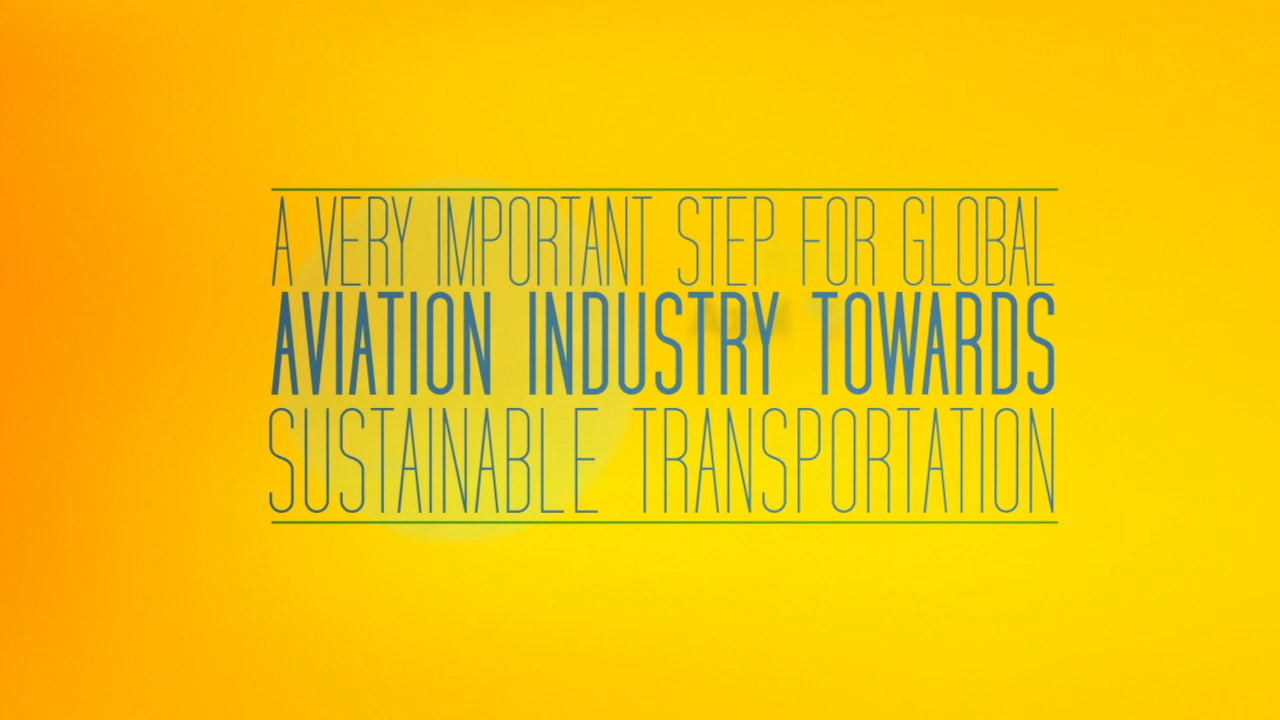 A VERY IMPORTANT STEP FOR GLOBAL
AVIATION INDUSTRY TOWARDS
SUSTAINABLE TRANSPORTATION